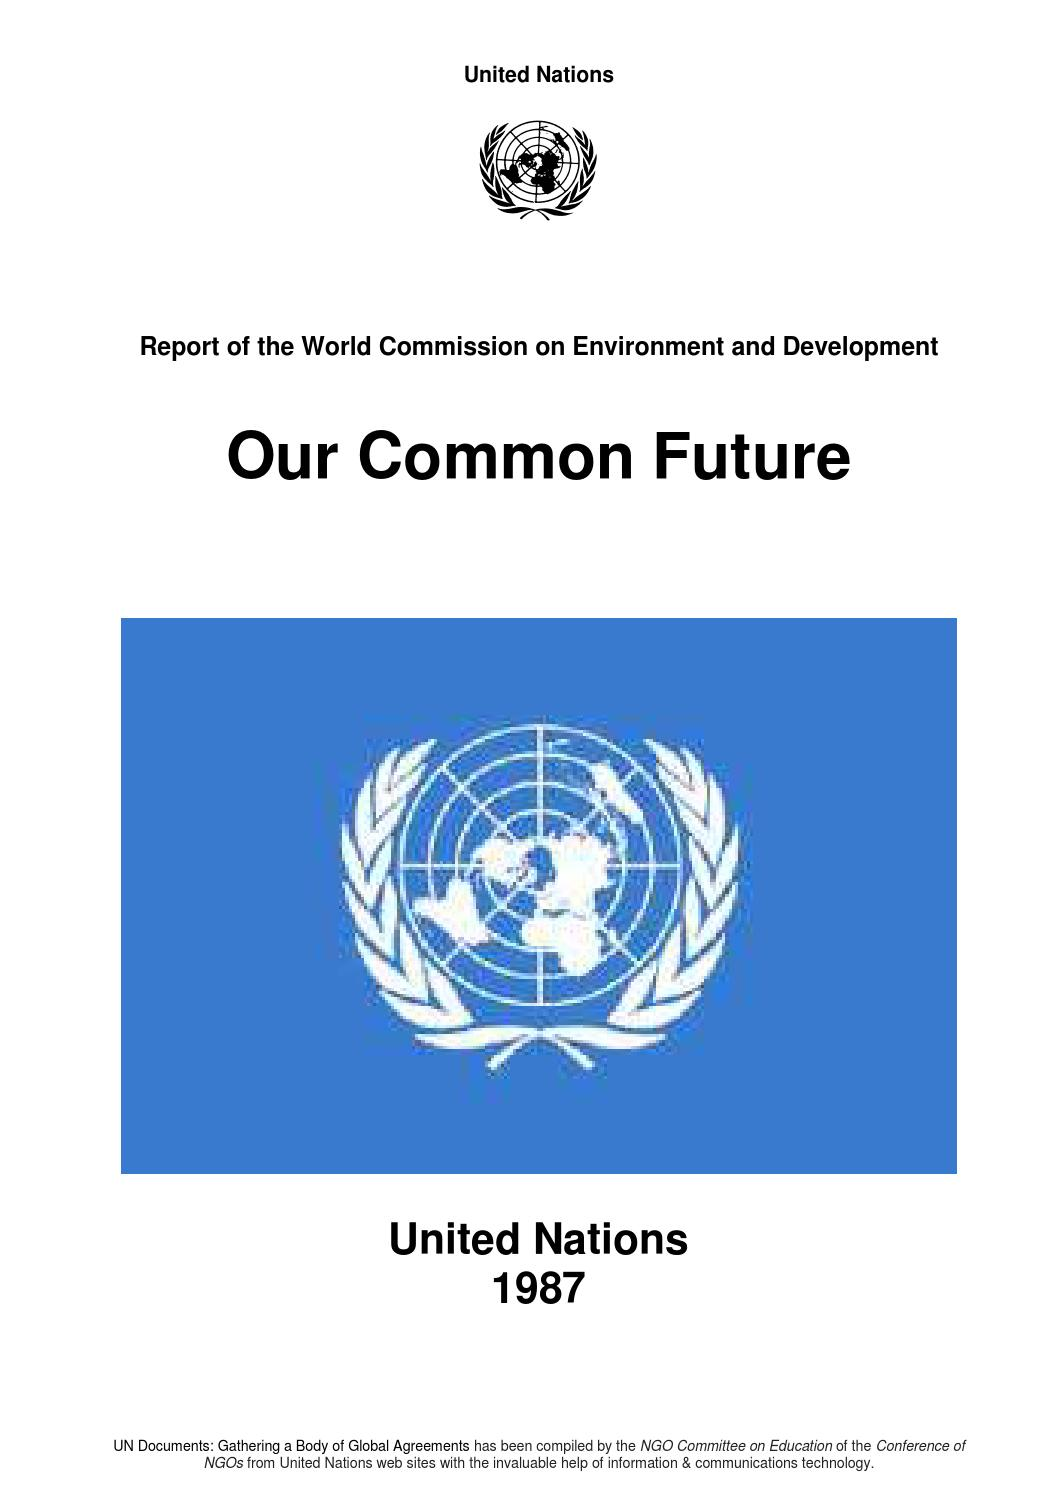 United Nations
Report of the World Commission on Environment and Development
Our Common Future
United Nations
1987
UN Documents: Gathering a Body of Global Agreements has been compiled by the NGO Committee on Education of the Conference of
NGOs from United Nations web sites with the invaluable help of information & communications technology.